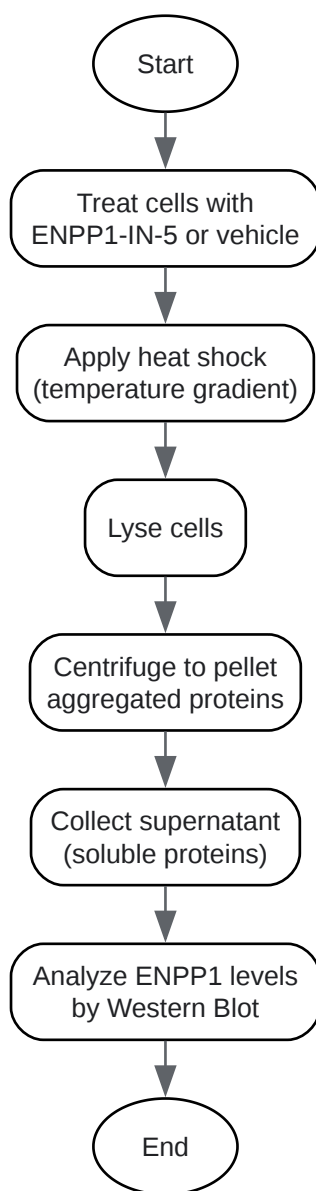 Start
Treat cells with
ENPP1-IN-5 or vehicle
Apply heat shock
(temperature gradient)
Lyse cells
Centrifuge to pellet
aggregated proteins
Collect supernatant
(soluble proteins)
Analyze ENPP1 levels
by Western Blot
End